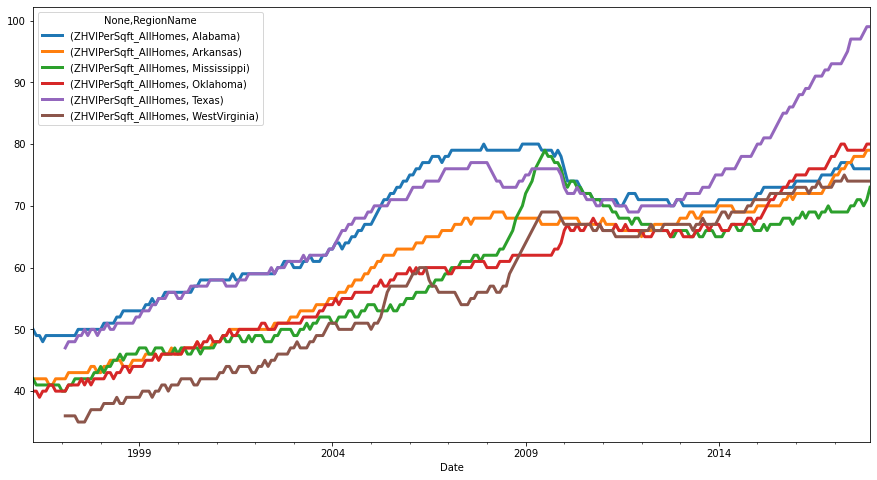 100
90
80
70
60
50
40
None,RegionName
(ZHVIPerSqft_AllHomes, Alabama)
(ZHVIPerSqft_AllHomes, Arkansas)
(ZHVIPerSqft_AllHomes, Mississippi)
(ZHVIPerSqft_AllHomes, Oklahoma)
(ZHVIPerSqft_AllHomes, Texas)
(ZHVIPerSqft_AllHomes, WestVirginia)
1999 2004 2009 2014
Date